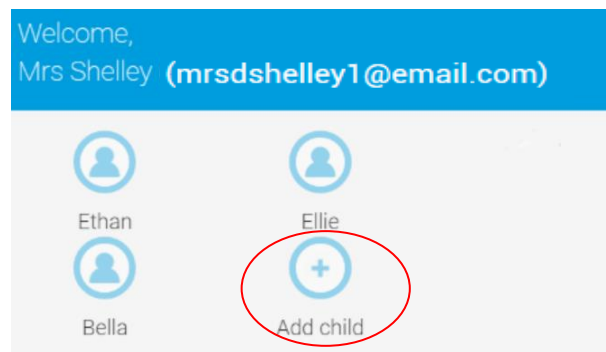 Welcome,
Mrs Shelley (mrsdshelley1@email.com)
Ethan Ellie
Bella Add child